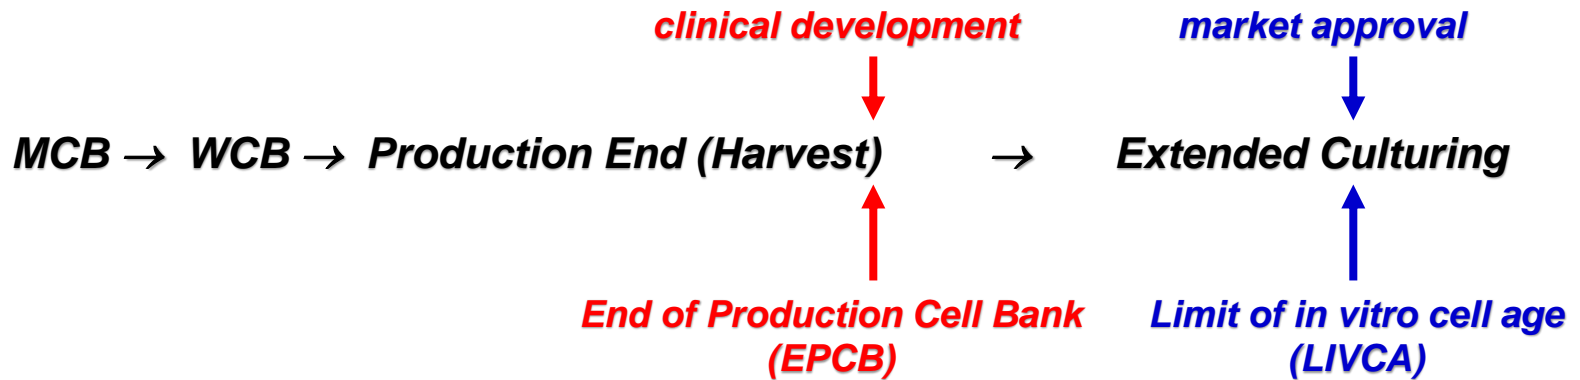 clinical development market approval
MCB → WCB → Production End (Harvest) → Extended Culturing
End of Production Cell Bank Limit of in vitro cell age
(EPCB) (LIVCA)